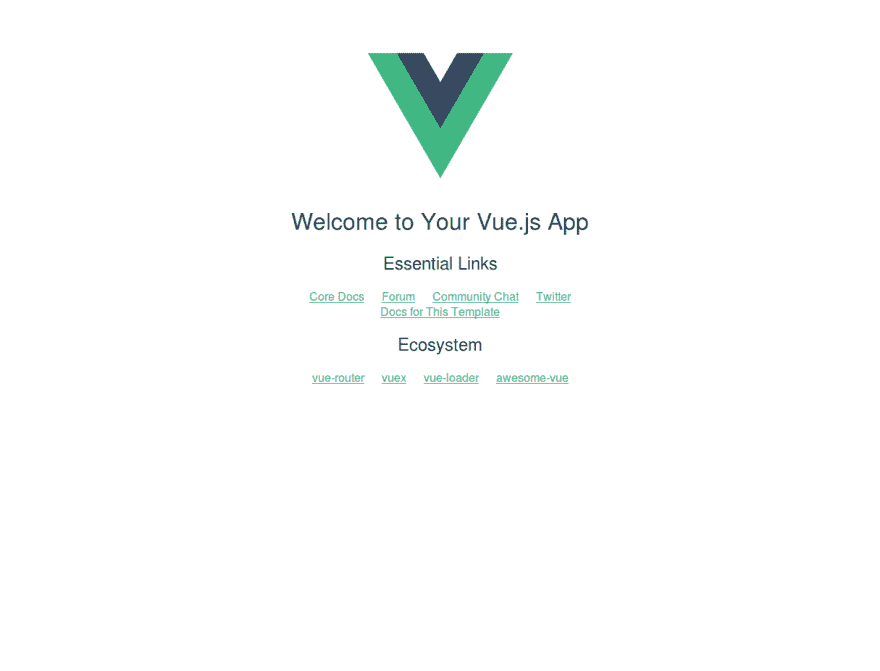 Welcome to Your Vue.js App
Essential Links
Core Docs Forum Community Chat Twitter
Docs for This Template
Ecosystem
vue-router vuex vue-loader awesome-vue